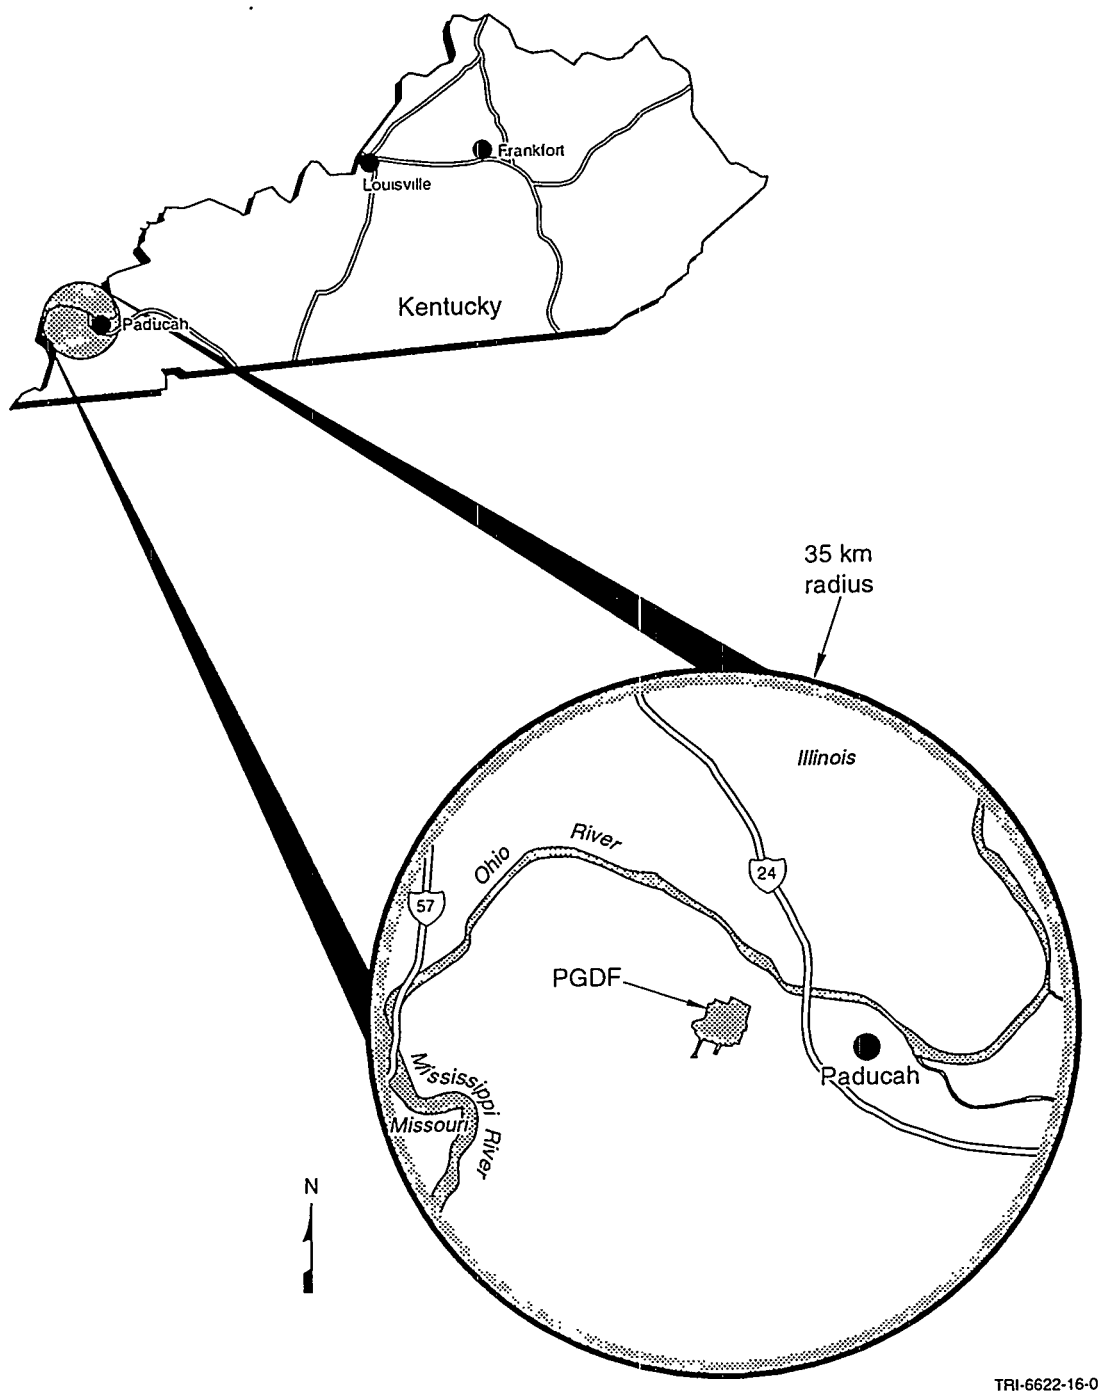 Frankfort
Louisville
Kentucky
Paducah
35 km
radius
Illinois
Ohio River
24
57
PGDF
Paducah
Mississippi River
Missouri
N
TRI-6622-16-0